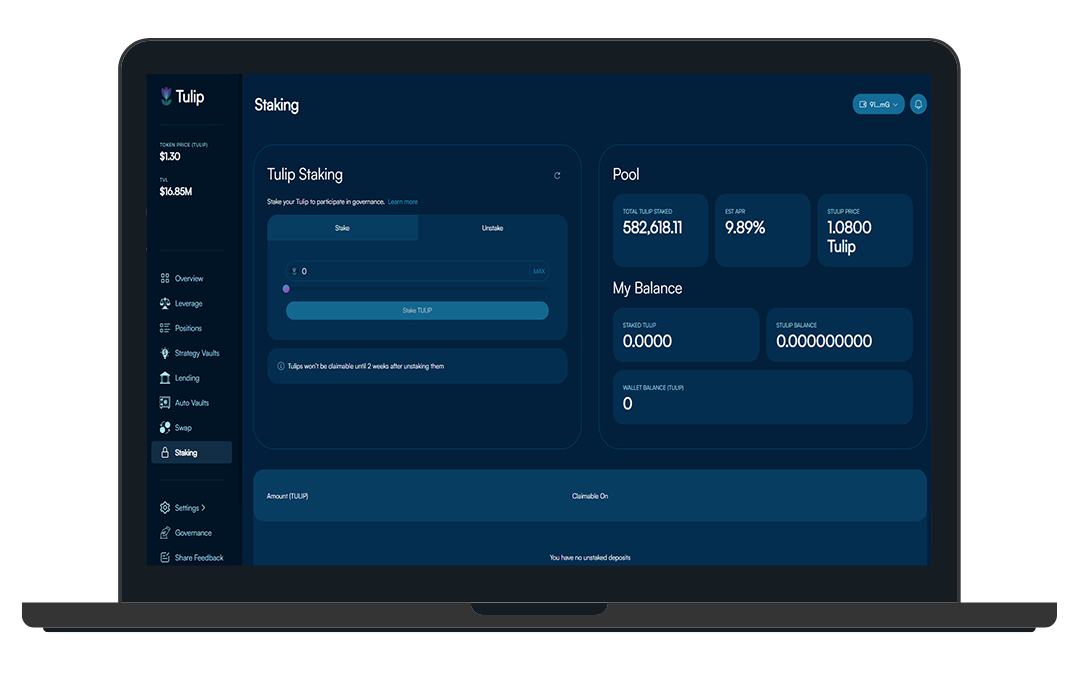 Tulip
TOKEN PRICE (TULIP)
$1.30
TVL
$16.85M
Overview
Leverage
Positions
Strategy Vaults
Lending
Auto Vaults
Swap
Staking
Settings
Governance
Share Feedback
Staking
9L...mG
Tulip Staking
Stake your Tulip to participate in governance. Learn more
Stake Unstake
0 MAX
Stake TULIP
Tulips won't be claimable until 2 weeks after unstaking them
Pool
TOTAL TULIP STAKED
582,618.11
EST APR
9.89%
STULIP PRICE
1.0800
Tulip
My Balance
STAKED TULIP
0.0000
STULIP BALANCE
0.000000000
WALLET BALANCE (TULIP)
0
Amount (TULIP) Claimable On
You have no unstaked deposits